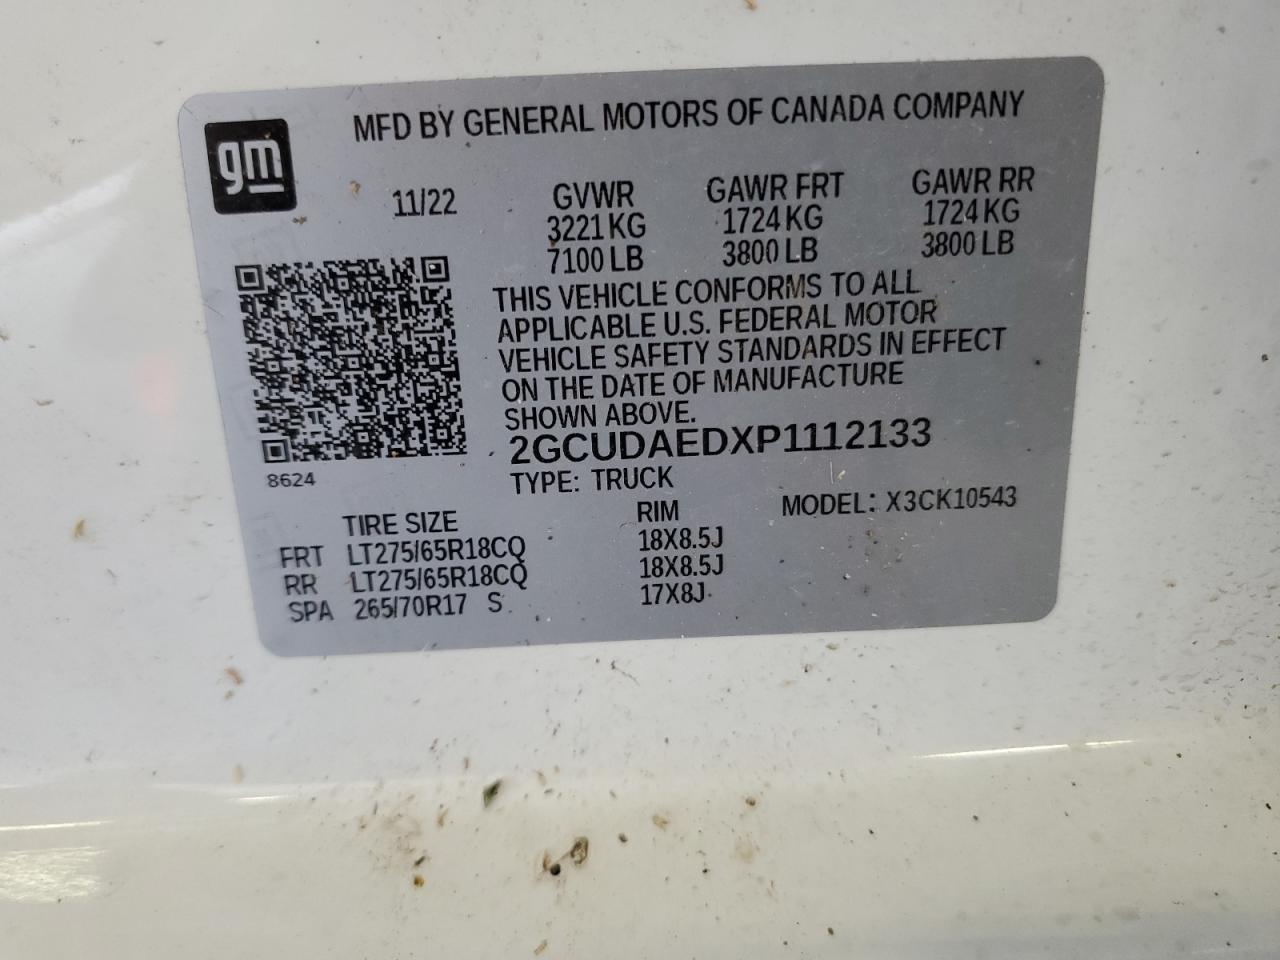 MFD BY GENERAL MOTORS OF CANADA COMPANY
gm
11/22
GVWR GAWR FRT GAWR RR
3221 KG 1724 KG 1724 KG
7100 LB 3800 LB 3800 LB
THIS VEHICLE CONFORMS TO ALL
APPLICABLE U.S. FEDERAL MOTOR
VEHICLE SAFETY STANDARDS IN EFFECT
ON THE DATE OF MANUFACTURE
SHOWN ABOVE.
2GCUDAEDXP1112133
8624
TYPE: TRUCK
MODEL: X3CK10543
TIRE SIZE RIM
FRT LT275/65R18CQ 18X8.5J
RR LT275/65R18CQ 18X8.5J
SPA 265/70R17 S 17X8J